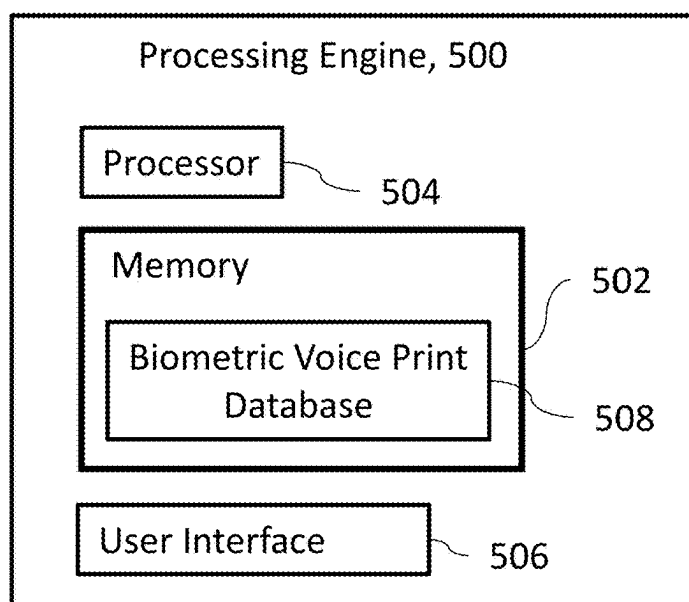 Processing Engine, 500
Processor
504
Memory
502
Biometric Voice Print
Database
508
User Interface
506